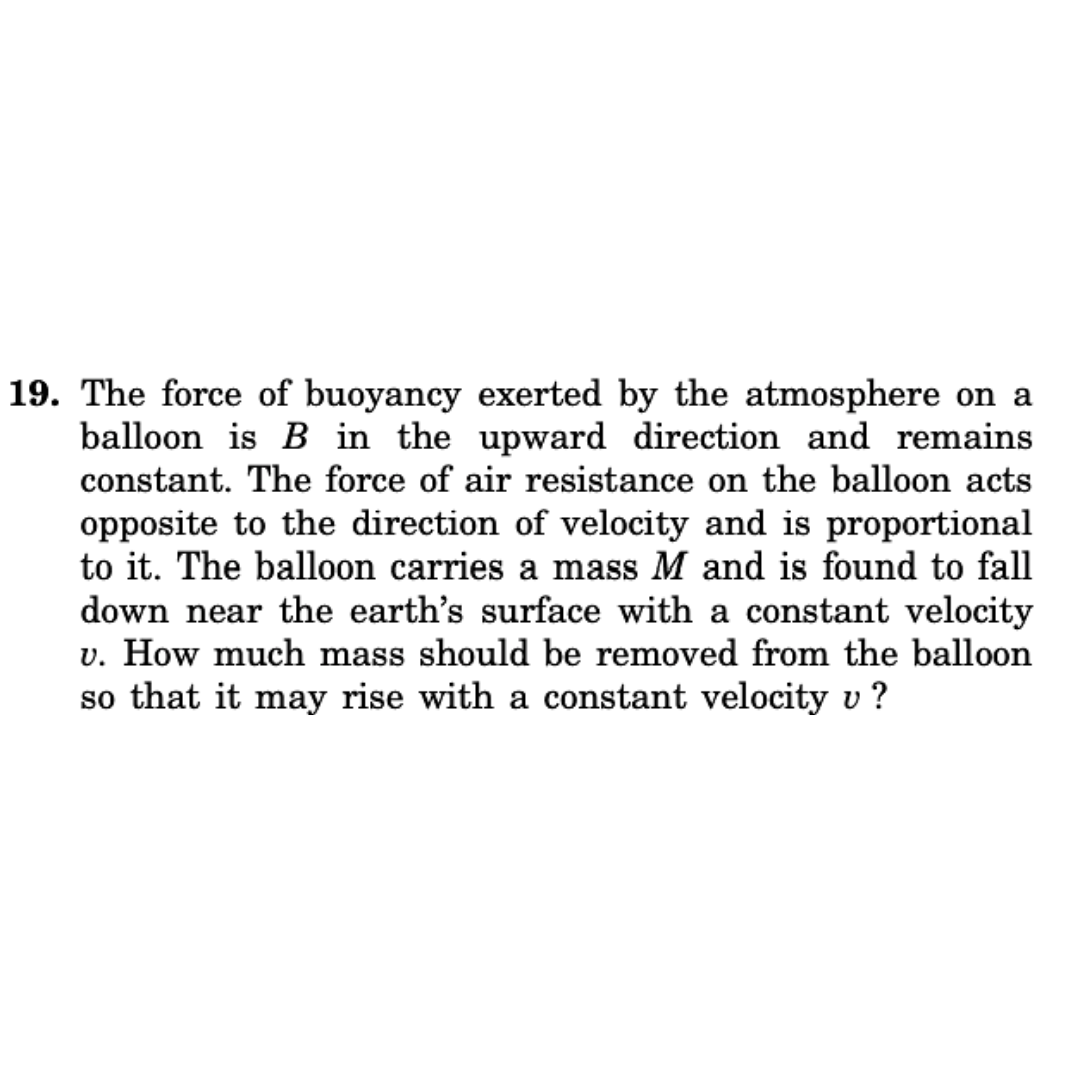 19. The force of buoyancy exerted by the atmosphere on a
balloon is B in the upward direction and remains
constant. The force of air resistance on the balloon acts
opposite to the direction of velocity and is proportional
to it. The balloon carries a mass M and is found to fall
down near the earth's surface with a constant velocity
v. How much mass should be removed from the balloon
so that it may rise with a constant velocity v ?